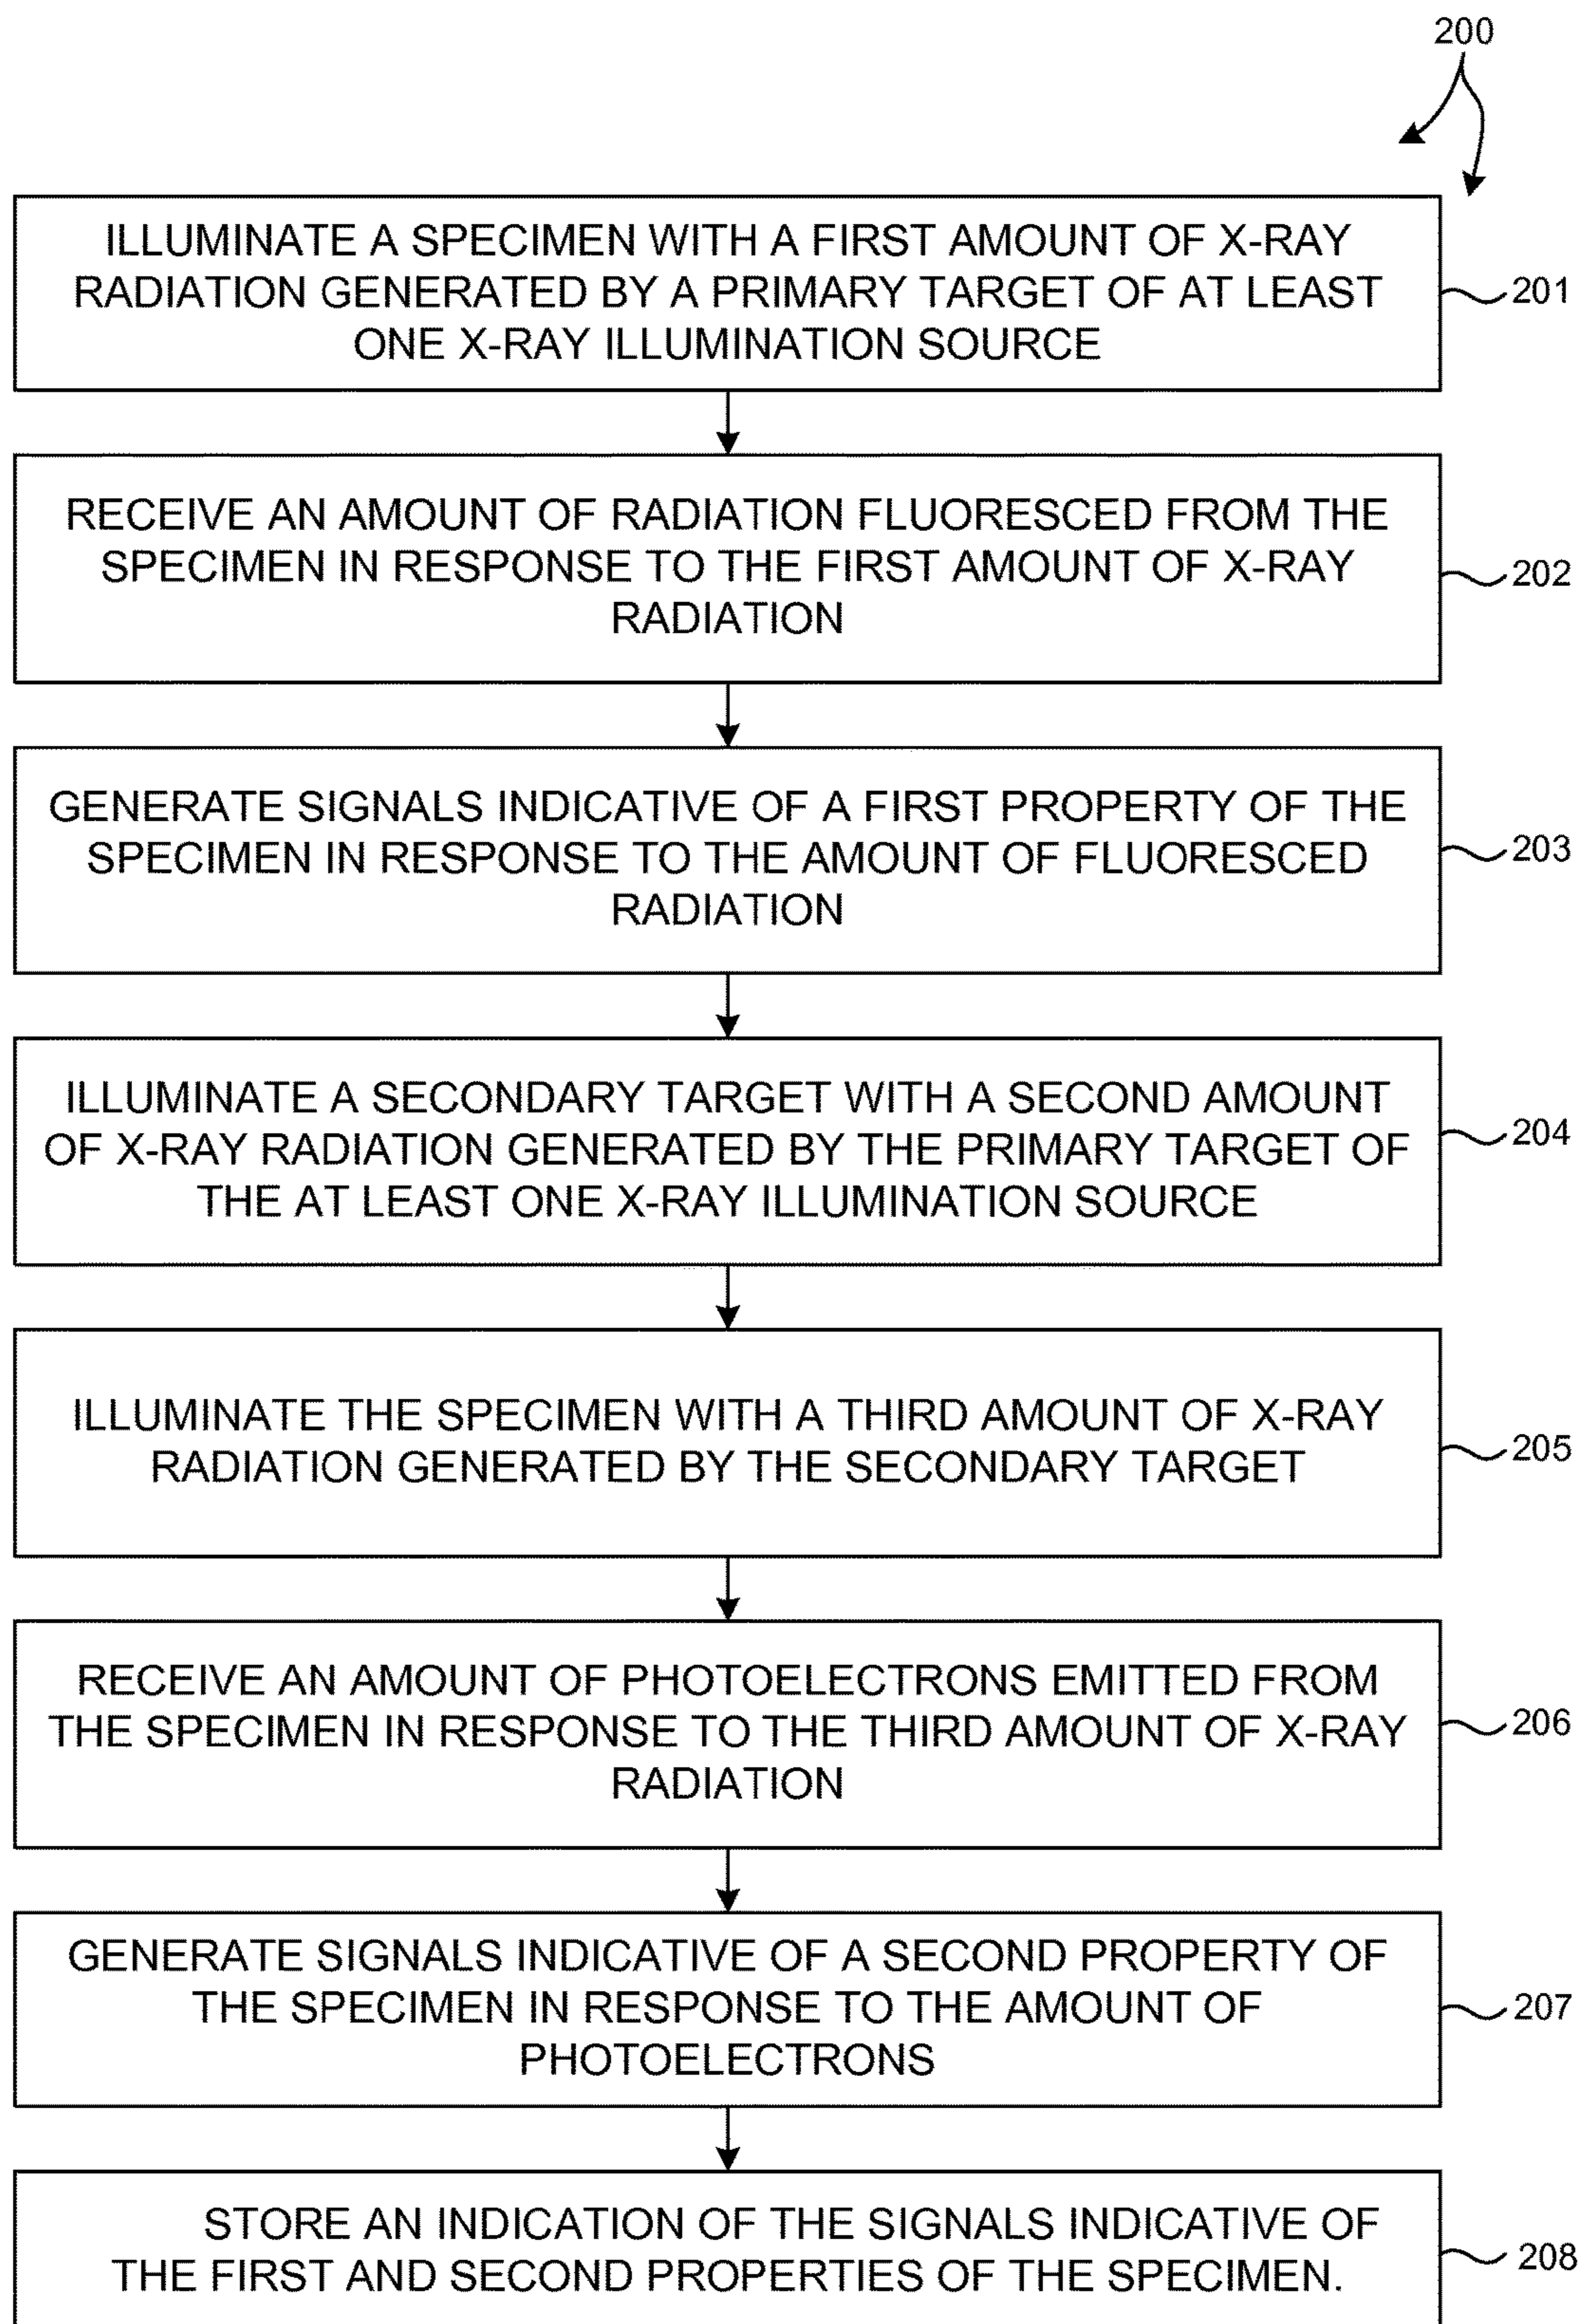 200
ILLUMINATE A SPECIMEN WITH A FIRST AMOUNT OF X-RAY
RADIATION GENERATED BY A PRIMARY TARGET OF AT LEAST
ONE X-RAY ILLUMINATION SOURCE
201
RECEIVE AN AMOUNT OF RADIATION FLUORESCED FROM THE
SPECIMEN IN RESPONSE TO THE FIRST AMOUNT OF X-RAY
RADIATION
202
GENERATE SIGNALS INDICATIVE OF A FIRST PROPERTY OF THE
SPECIMEN IN RESPONSE TO THE AMOUNT OF FLUORESCED
RADIATION
203
ILLUMINATE A SECONDARY TARGET WITH A SECOND AMOUNT
OF X-RAY RADIATION GENERATED BY THE PRIMARY TARGET OF
THE AT LEAST ONE X-RAY ILLUMINATION SOURCE
204
ILLUMINATE THE SPECIMEN WITH A THIRD AMOUNT OF X-RAY
RADIATION GENERATED BY THE SECONDARY TARGET
205
RECEIVE AN AMOUNT OF PHOTOELECTRONS EMITTED FROM
THE SPECIMEN IN RESPONSE TO THE THIRD AMOUNT OF X-RAY
RADIATION
206
GENERATE SIGNALS INDICATIVE OF A SECOND PROPERTY OF
THE SPECIMEN IN RESPONSE TO THE AMOUNT OF
PHOTOELECTRONS
207
STORE AN INDICATION OF THE SIGNALS INDICATIVE OF
THE FIRST AND SECOND PROPERTIES OF THE SPECIMEN.
208